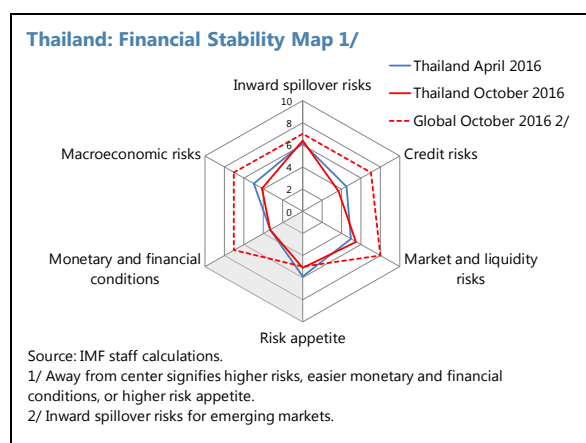 Thailand: Financial Stability Map 1/
Thailand April 2016
Thailand October 2016
Global October 2016 2/
Inward spillover risks
10
8
6
4
2
0
Macroeconomic risks
Credit risks
Monetary and financial
conditions
Market and liquidity
risks
Risk appetite
Source: IMF staff calculations.
1/ Away from center signifies higher risks, easier monetary and financial
conditions, or higher risk appetite.
2/ Inward spillover risks for emerging markets.